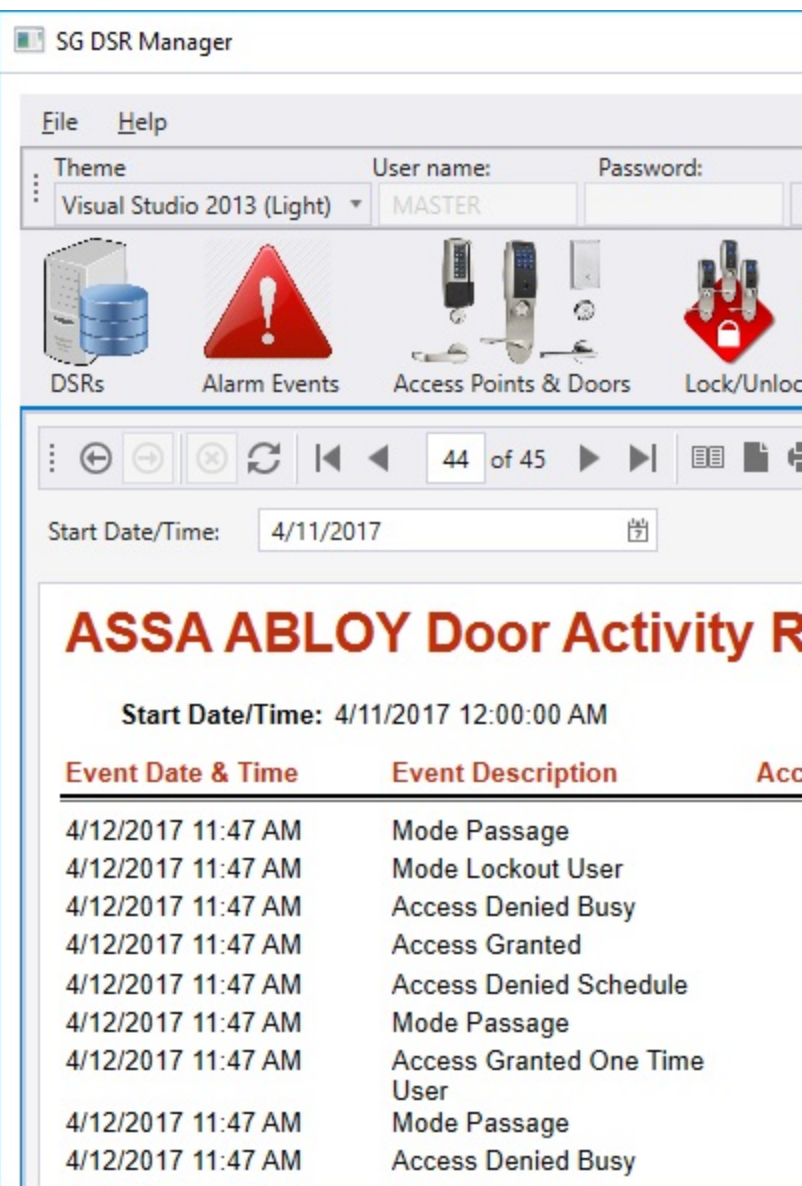 SG DSR Manager
File Help
Theme User name: Password:
Visual Studio 2013 (Light) MASTER
DSRs Alarm Events Access Points & Doors Lock/Unloc
44 of 45
Start Date/Time: 4/11/2017 7
ASSA ABLOY Door Activity R
Start Date/Time: 4/11/2017 12:00:00 AM
Event Date & Time Event Description Acc
4/12/2017 11:47 AM Mode Passage
4/12/2017 11:47 AM Mode Lockout User
4/12/2017 11:47 AM Access Denied Busy
4/12/2017 11:47 AM Access Granted
4/12/2017 11:47 AM Access Denied Schedule
4/12/2017 11:47 AM Mode Passage
4/12/2017 11:47 AM Access Granted One Time
User
4/12/2017 11:47 AM Mode Passage
4/12/2017 11:47 AM Access Denied Busy